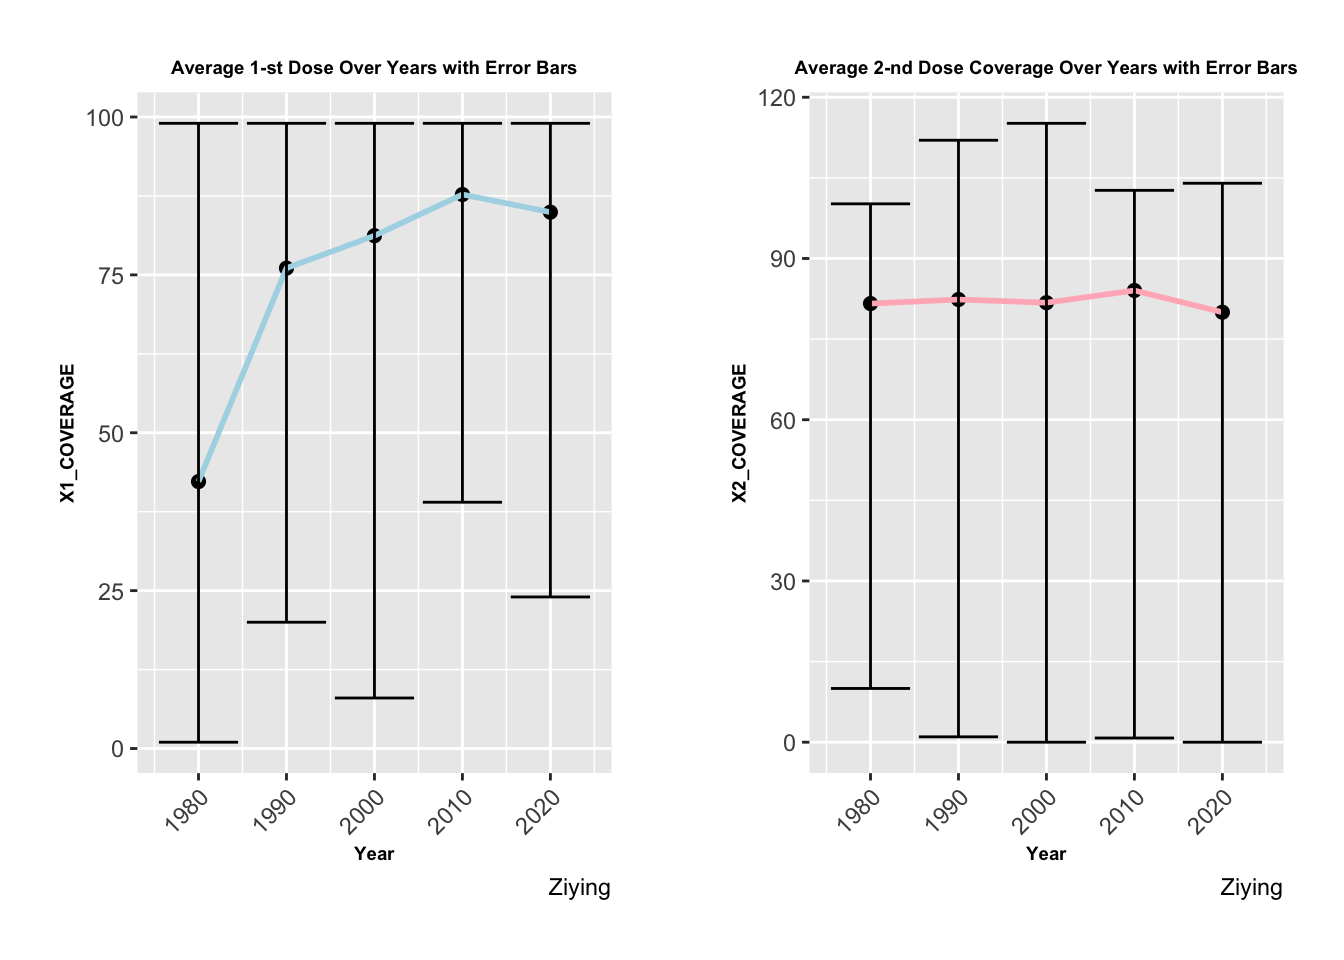 Average 1-st Dose Over Years with Error Bars
X1_COVERAGE
100
75
50
25
0
1980
1990
2000
2010
2020
Year
Ziying
Average 2-nd Dose Coverage Over Years with Error Bars
X2_COVERAGE
120
90
60
30
0
1980
1990
2000
2010
2020
Year
Ziying